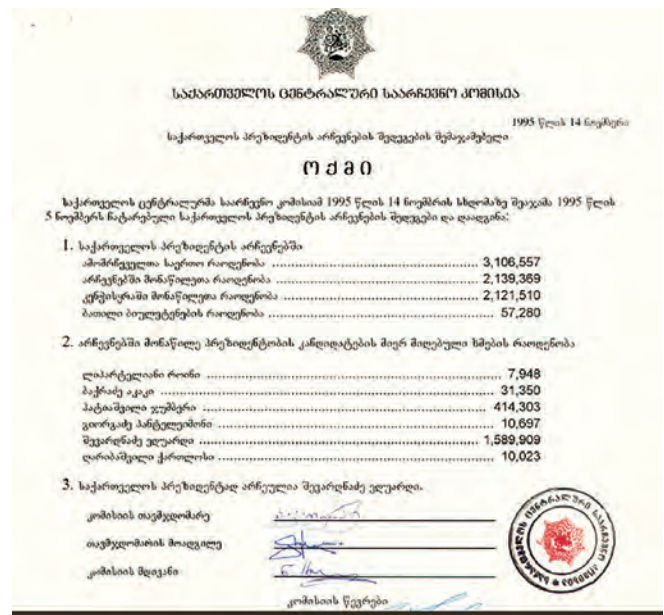 საქართველოს ცენტრალური საარჩევნო კომისია
1995 წლის 14 ნოემბერი
საქართველოს პრეზიდენტის არჩევნების შედეგების შემაჯამებელი
ოქმი
საქართველოს ცენტრალურმა საარჩევნო კომისიამ 1995 წლის 14 ნოემბრის სხდომაზე შეაჯამა 1995 წლის
5 ნოემბერს ჩატარებული საქართველოს პრეზიდენტის არჩევნების შედეგები და დაადგინა:
1. საქართველოს პრეზიდენტის არჩევნებში
ამომრჩეველთა საერთო რაოდენობა 3,106,557
არჩევნებში მონაწილეთა რაოდენობა 2,139,369
კენჭისყრაში მონაწილეთა რაოდენობა 2,121,510
ბათილი ბიულეტენების რაოდენობა 57,280
2. არჩევნებში მონაწილე პრეზიდენტობის კანდიდატების მიერ მიღებული ხმების რაოდენობა
ლიპარტელიანი როინი 7,948
ბაქრაძე აკაკი 31,350
პატიაშვილი ჯუმბერი 414,303
გიორგაძე პანტელეიმონი 10,697
შევარდნაძე ედუარდი 1,589,909
ღარიბაშვილი ქართლოსი 10,023
3. საქართველოს პრეზიდენტად არჩეულია შევარდნაძე ედუარდი.
კომისიის თავმჯდომარე
თავმჯდომარის მოადგილე
კომისიის მდივანი
კომისიის წევრები
საქართველოს ცენტრალური საარჩევნო კომისია